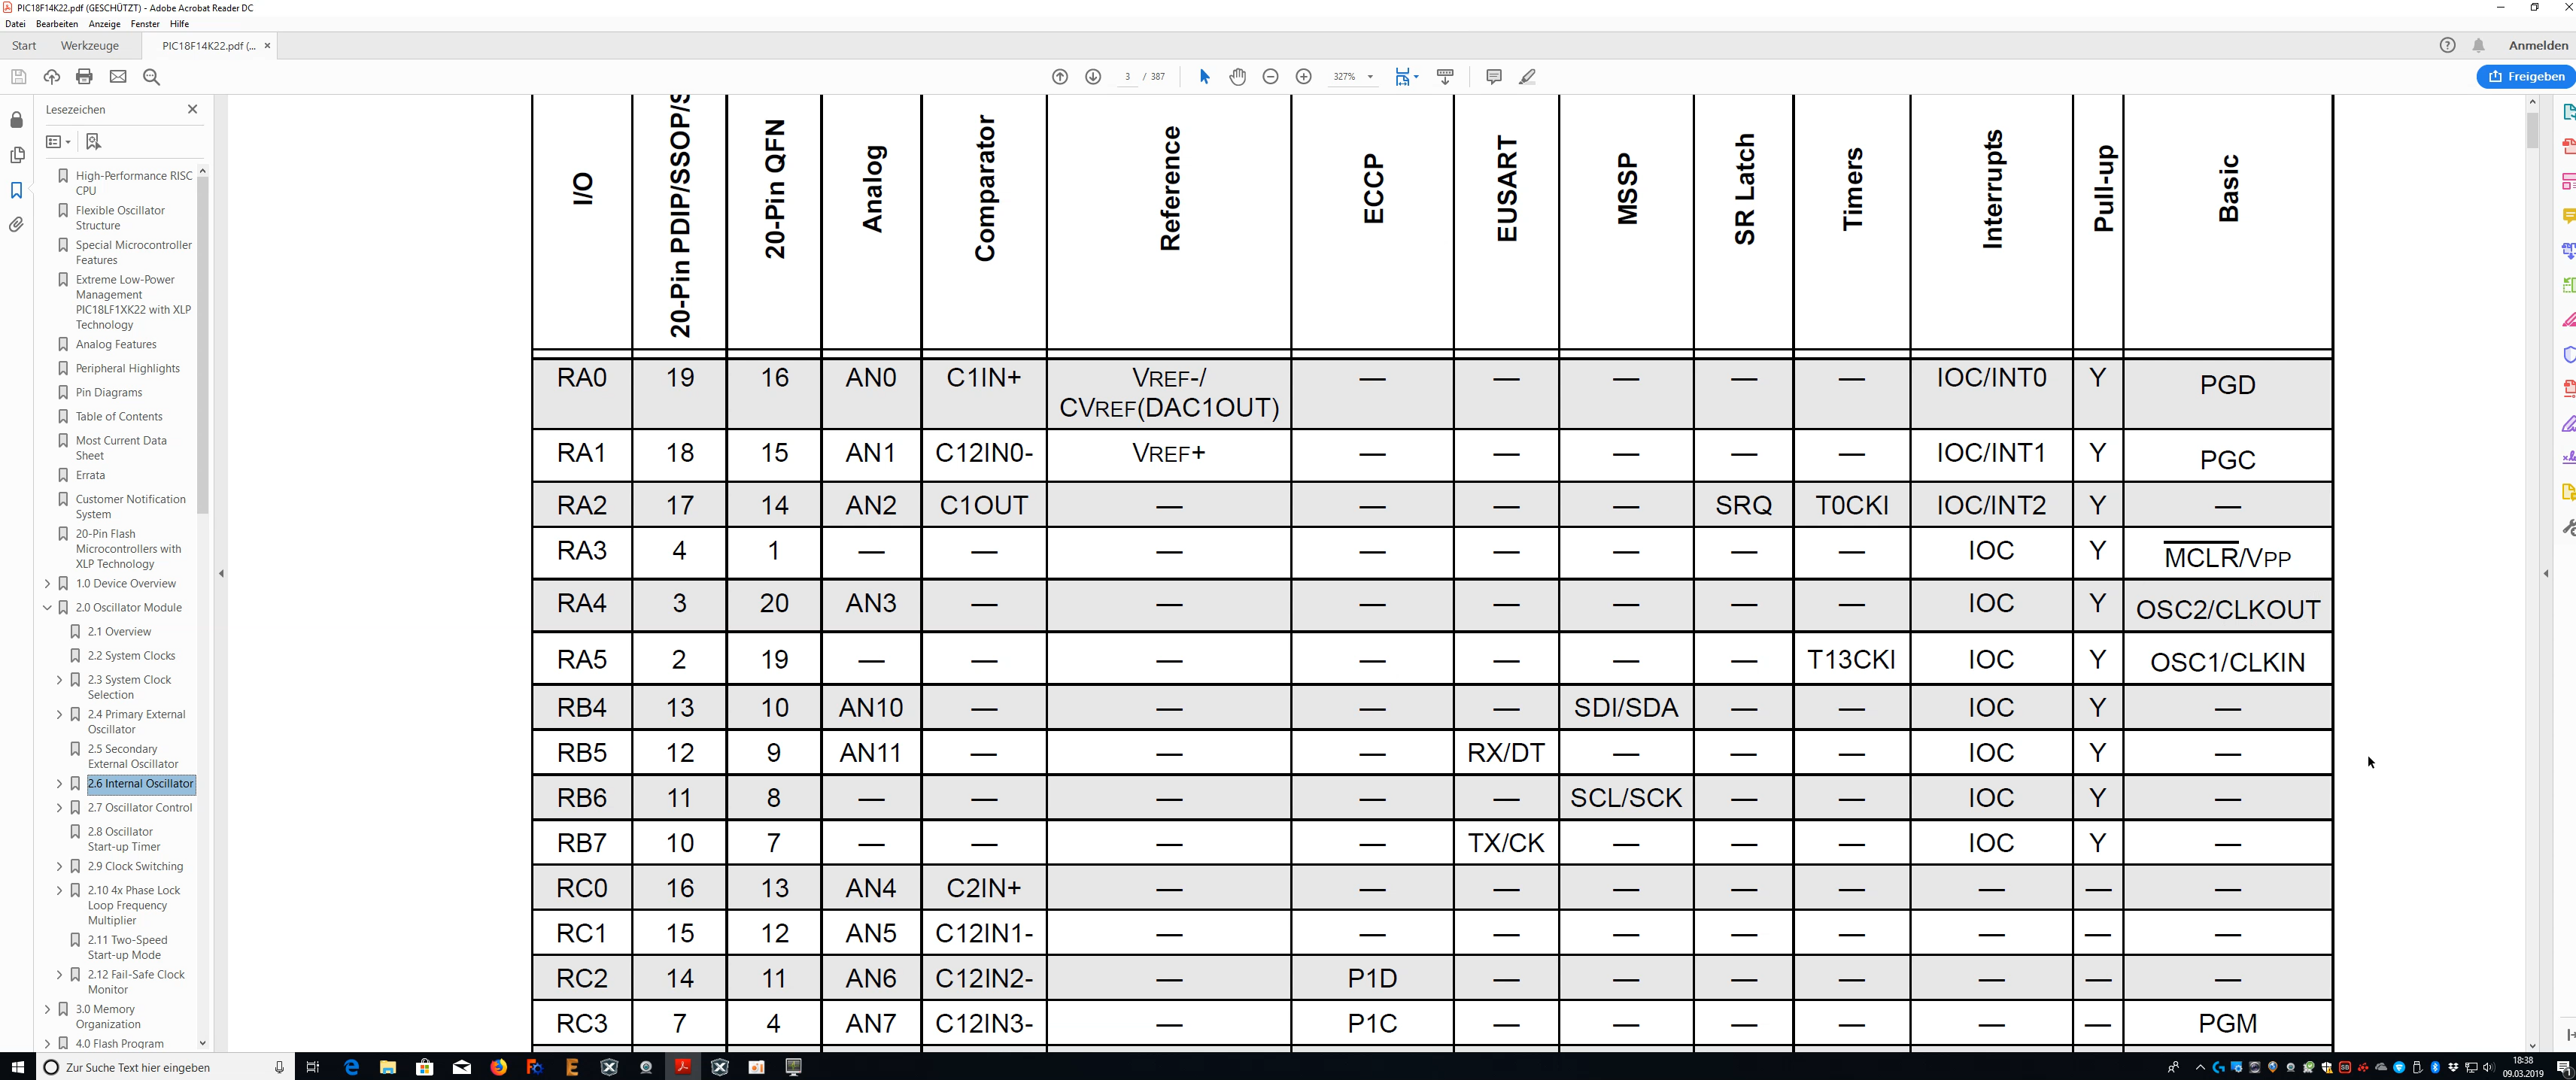 PIC18F14K22.pdf (GESCHÜTZT) - Adobe Acrobat Reader DC
Datei Bearbeiten Anzeige Fenster Hilfe
Start Werkzeuge PIC18F14K22.pdf (... × Anmelden
3 / 387 327% Freigeben
Lesezeichen
High-Performance RISC
CPU
Flexible Oscillator
Structure
Special Microcontroller
Features
Extreme Low-Power
Management
PIC18LF1XK22 with XLP
Technology
Analog Features
Peripheral Highlights
Pin Diagrams
Table of Contents
Most Current Data
Sheet
Errata
Customer Notification
System
20-Pin Flash
Microcontrollers with
XLP Technology
1.0 Device Overview
2.0 Oscillator Module
2.1 Overview
2.2 System Clocks
2.3 System Clock
Selection
2.4 Primary External
Oscillator
2.5 Secondary
External Oscillator
2.6 Internal Oscillator
2.7 Oscillator Control
2.8 Oscillator
Start-up Timer
2.9 Clock Switching
2.10 4x Phase Lock
Loop Frequency
Multiplier
2.11 Two-Speed
Start-up Mode
2.12 Fail-Safe Clock
Monitor
3.0 Memory
Organization
4.0 Flash Program
I/O 20-Pin PDIP/SSOP/S 20-Pin QFN Analog Comparator Reference ECCP EUSART MSSP SR Latch Timers Interrupts Pull-up Basic
RA0 19 16 AN0 C1IN+ VREF-/ — — — — — IOC/INT0 Y PGD
CVREF(DAC1OUT)
RA1 18 15 AN1 C12IN0- VREF+ — — — — — IOC/INT1 Y PGC
RA2 17 14 AN2 C1OUT — — — — SRQ T0CKI IOC/INT2 Y —
RA3 4 1 — — — — — — — — IOC Y MCLR/VPP
RA4 3 20 AN3 — — — — — — — IOC Y OSC2/CLKOUT
RA5 2 19 — — — — — — — T13CKI IOC Y OSC1/CLKIN
RB4 13 10 AN10 — — — — SDI/SDA — — IOC Y —
RB5 12 9 AN11 — — — RX/DT — — — IOC Y —
RB6 11 8 — — — — — SCL/SCK — — IOC Y —
RB7 10 7 — — — — TX/CK — — — IOC Y —
RC0 16 13 AN4 C2IN+ — — — — — — — — —
RC1 15 12 AN5 C12IN1- — — — — — — — — —
RC2 14 11 AN6 C12IN2- — P1D — — — — — — —
RC3 7 4 AN7 C12IN3- — P1C — — — — — — PGM
Zur Suche Text hier eingeben
18:38
09.03.2019